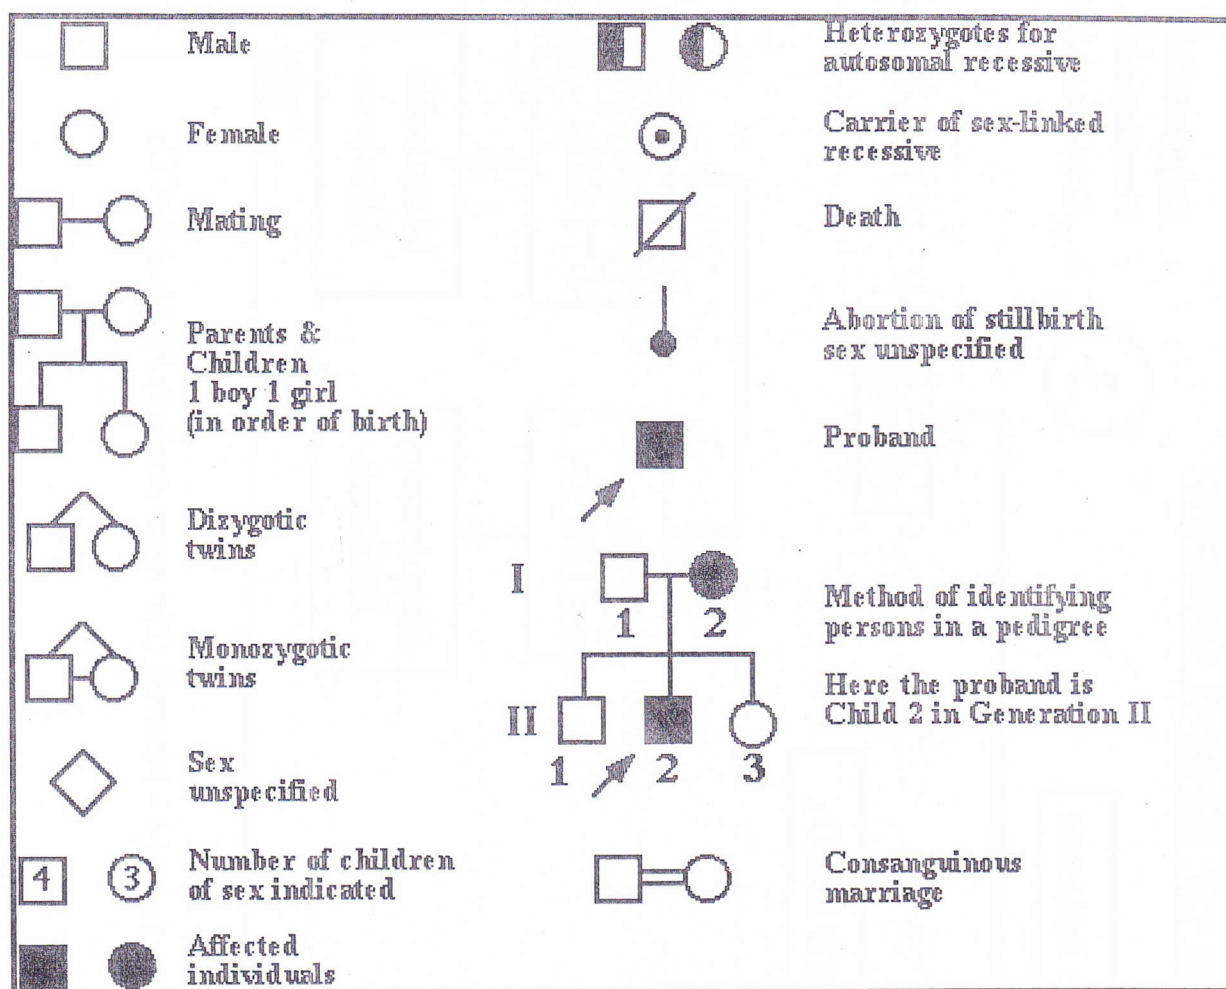 Male
Female
Mating
Parents &
Children
1 boy 1 girl
(in order of birth)
Dizygotic
twins
Monozygotic
twins
Sex
unspecified
4
3
Number of children
of sex indicated
Affected
individuals
Heterozygotes for
autosomal recessive
Carrier of sex-linked
recessive
Death
Abortion of stillbirth
sex unspecified
Proband
I
1 2
Method of identifying
persons in a pedigree
II
1 2 3
Here the proband is
Child 2 in Generation II
Consanguinous
marriage